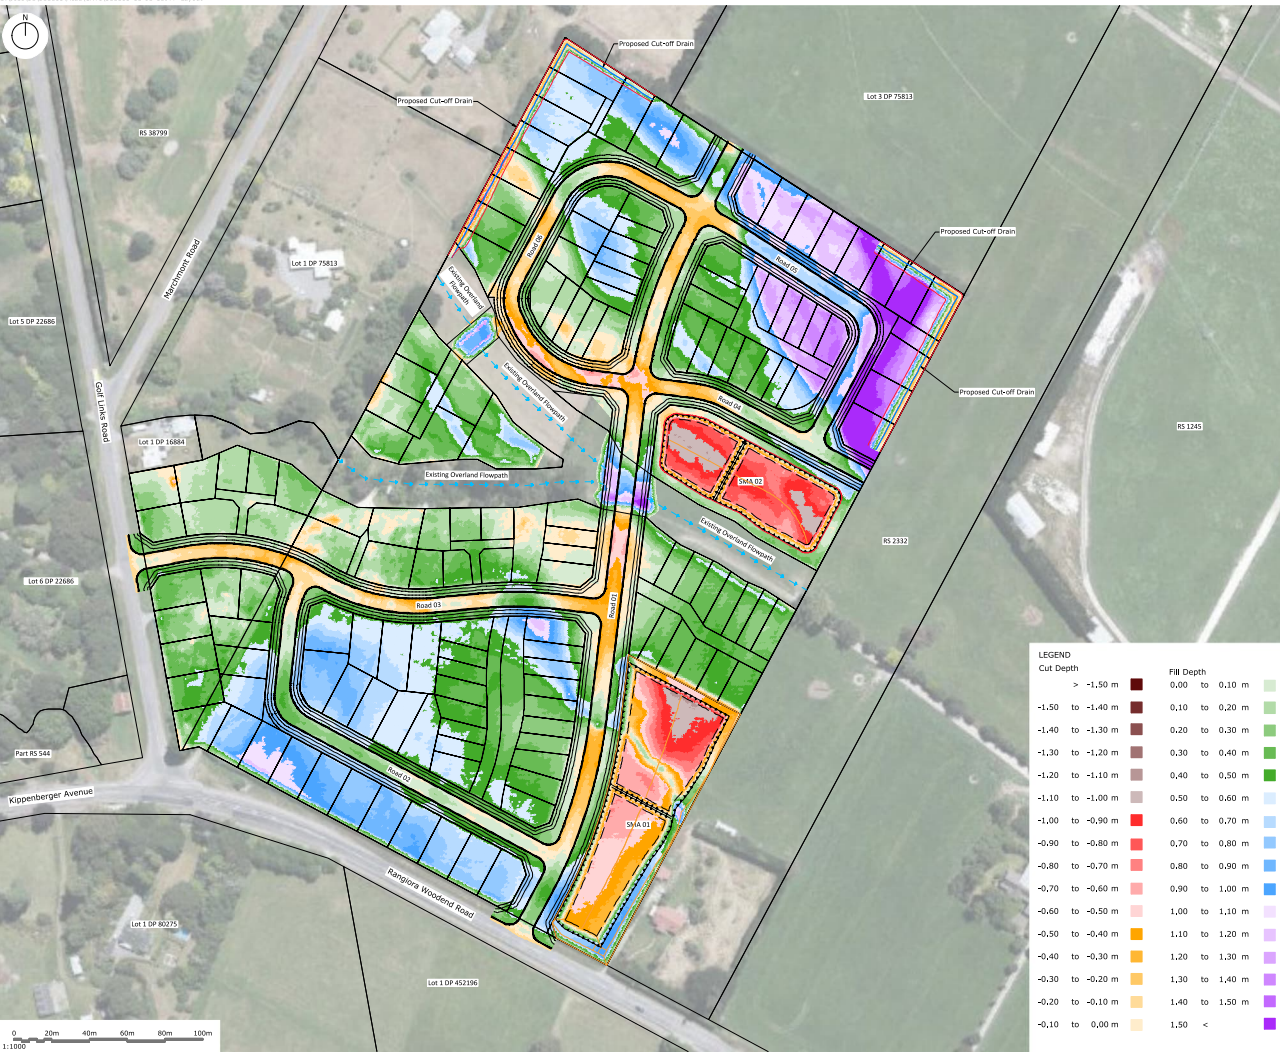 N
Proposed Cut-off Drain
Lot 3 DP 75813
Proposed Cut-off Drain
RS 38799
Marchmont Road
Lot 1 DP 75813
Road 06
Road 05
Proposed Cut-off Drain
Existing Overland
Flowpath
Lot 5 DP 22686
Existing Overland Flowpath
Golf Links Road
Road 04
Proposed Cut-off Drain
RS 1245
Lot 1 DP 16884
Existing Overland Flowpath
SMA 02
Existing Overland Flowpath
RS 2332
Lot 6 DP 22686
Road 03
Road 01
Part RS 544
Road 02
Kippenberger Avenue
SMA 01
Rangiora Woodend Road
Lot 1 DP 80275
Lot 1 DP 452196
LEGEND
Cut Depth
> -1.50 m
-1.50 to -1.40 m
-1.40 to -1.30 m
-1.30 to -1.20 m
-1.20 to -1.10 m
-1.10 to -1.00 m
-1.00 to -0.90 m
-0.90 to -0.80 m
-0.80 to -0.70 m
-0.70 to -0.60 m
-0.60 to -0.50 m
-0.50 to -0.40 m
-0.40 to -0.30 m
-0.30 to -0.20 m
-0.20 to -0.10 m
-0.10 to 0.00 m
Fill Depth
0.00 to 0.10 m
0.10 to 0.20 m
0.20 to 0.30 m
0.30 to 0.40 m
0.40 to 0.50 m
0.50 to 0.60 m
0.60 to 0.70 m
0.70 to 0.80 m
0.80 to 0.90 m
0.90 to 1.00 m
1.00 to 1.10 m
1.10 to 1.20 m
1.20 to 1.30 m
1.30 to 1.40 m
1.40 to 1.50 m
1.50 <
0 20m 40m 60m 80m 100m
1:1000